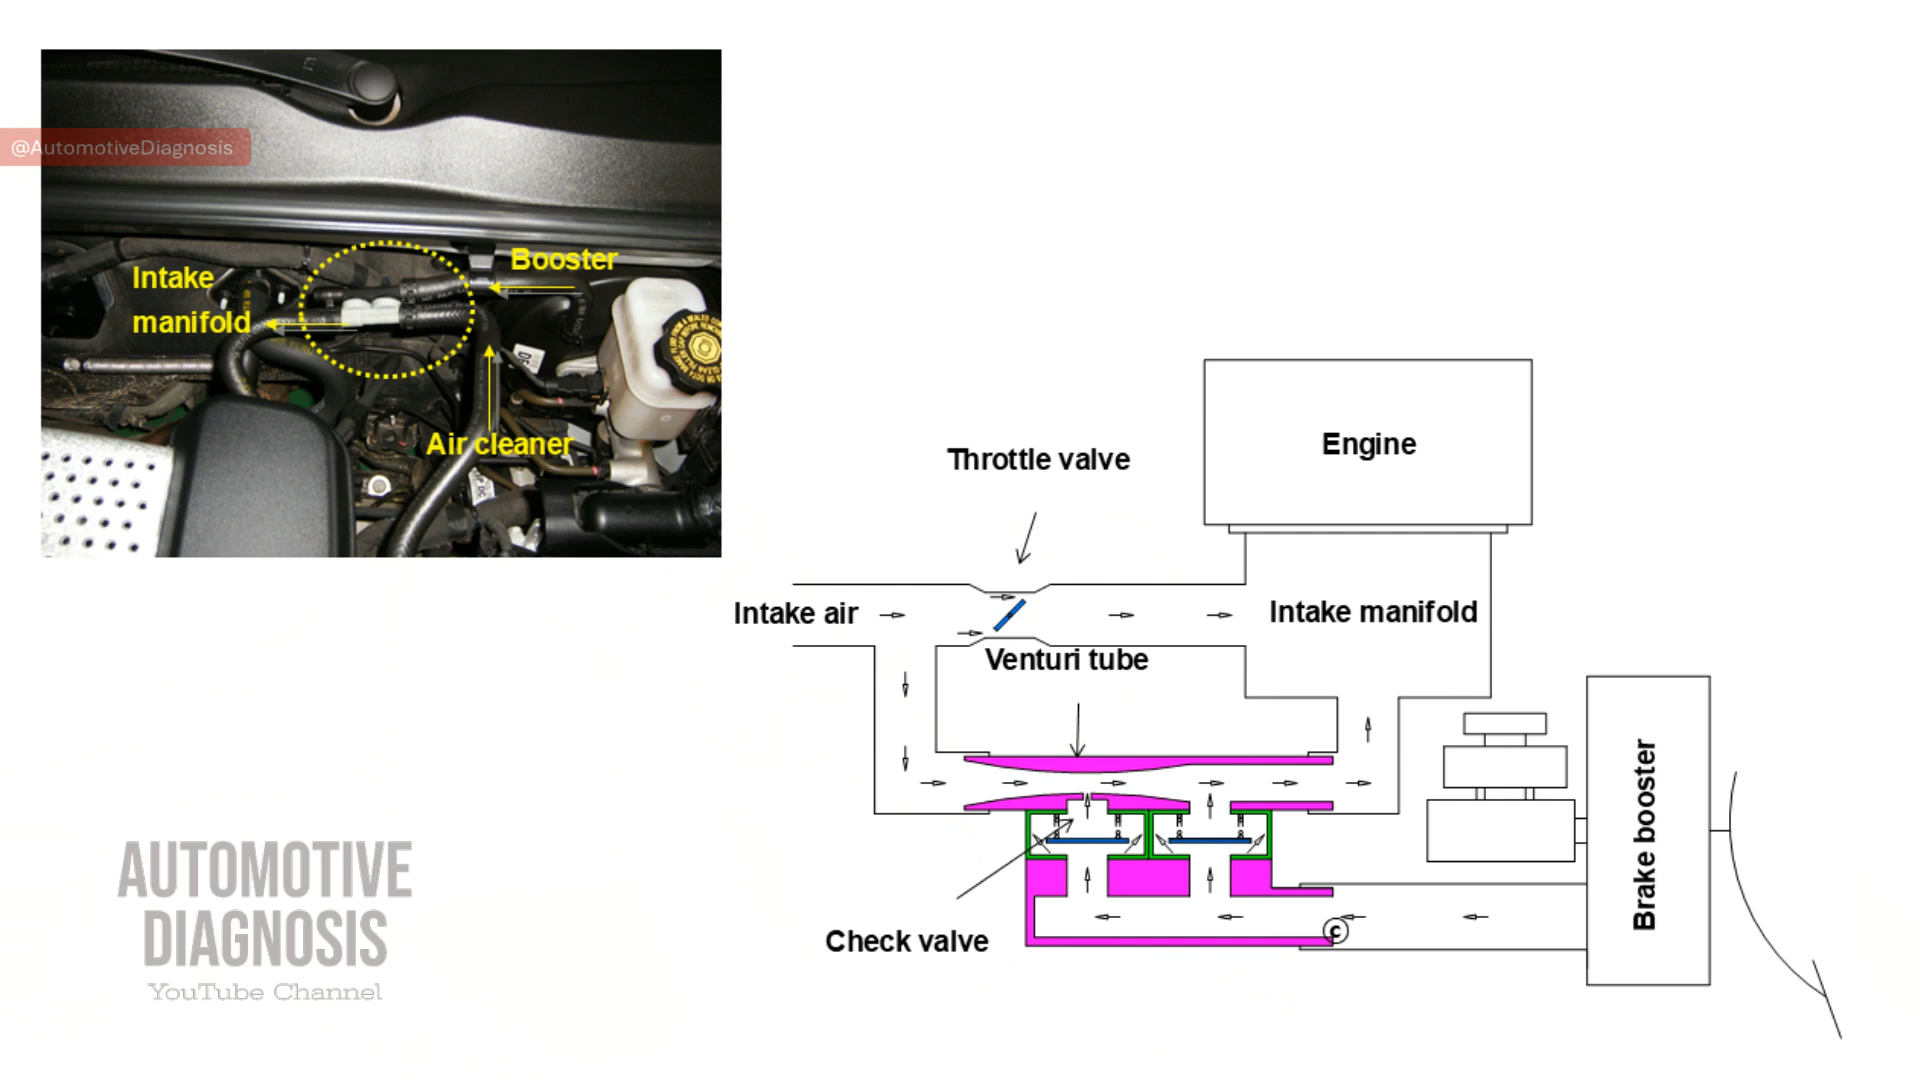 @AutomotiveDiagnosis
Booster
Intake
manifold
Air cleaner
Engine
Throttle valve
Intake air
Intake manifold
Venturi tube
Brake booster
Check valve
©
AUTOMOTIVE
DIAGNOSIS
YouTube Channel